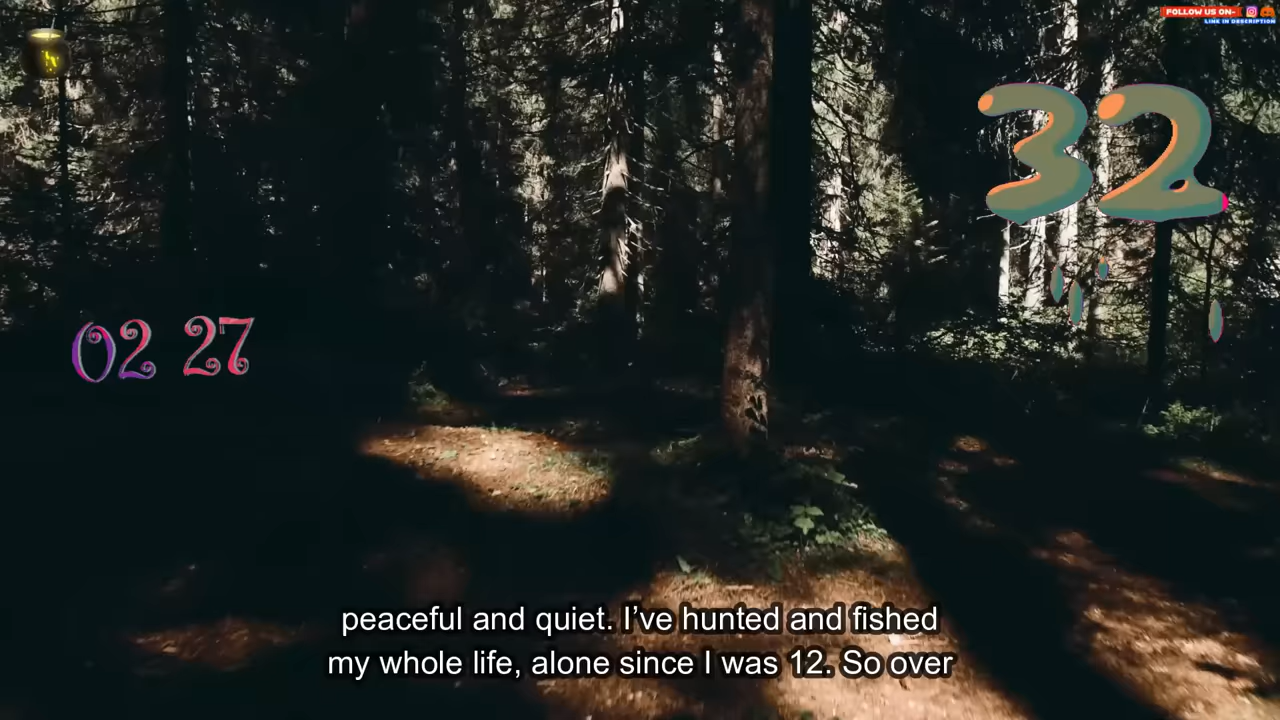 FOLLOW US ON-
LINK IN DESCRIPTION
32
02 27
peaceful and quiet. I’ve hunted and fished
my whole life, alone since I was 12. So over